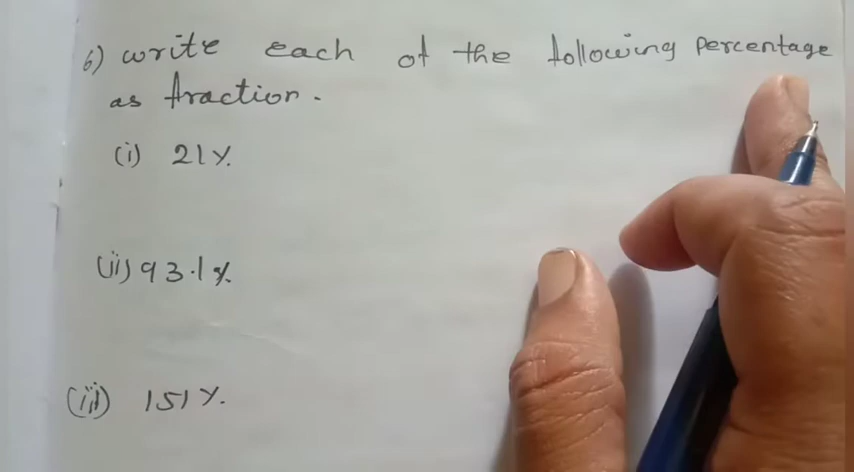 6) write each of the following percentage
as fraction.
(i) 21%
(ii) 93.1%
(iii) 151%